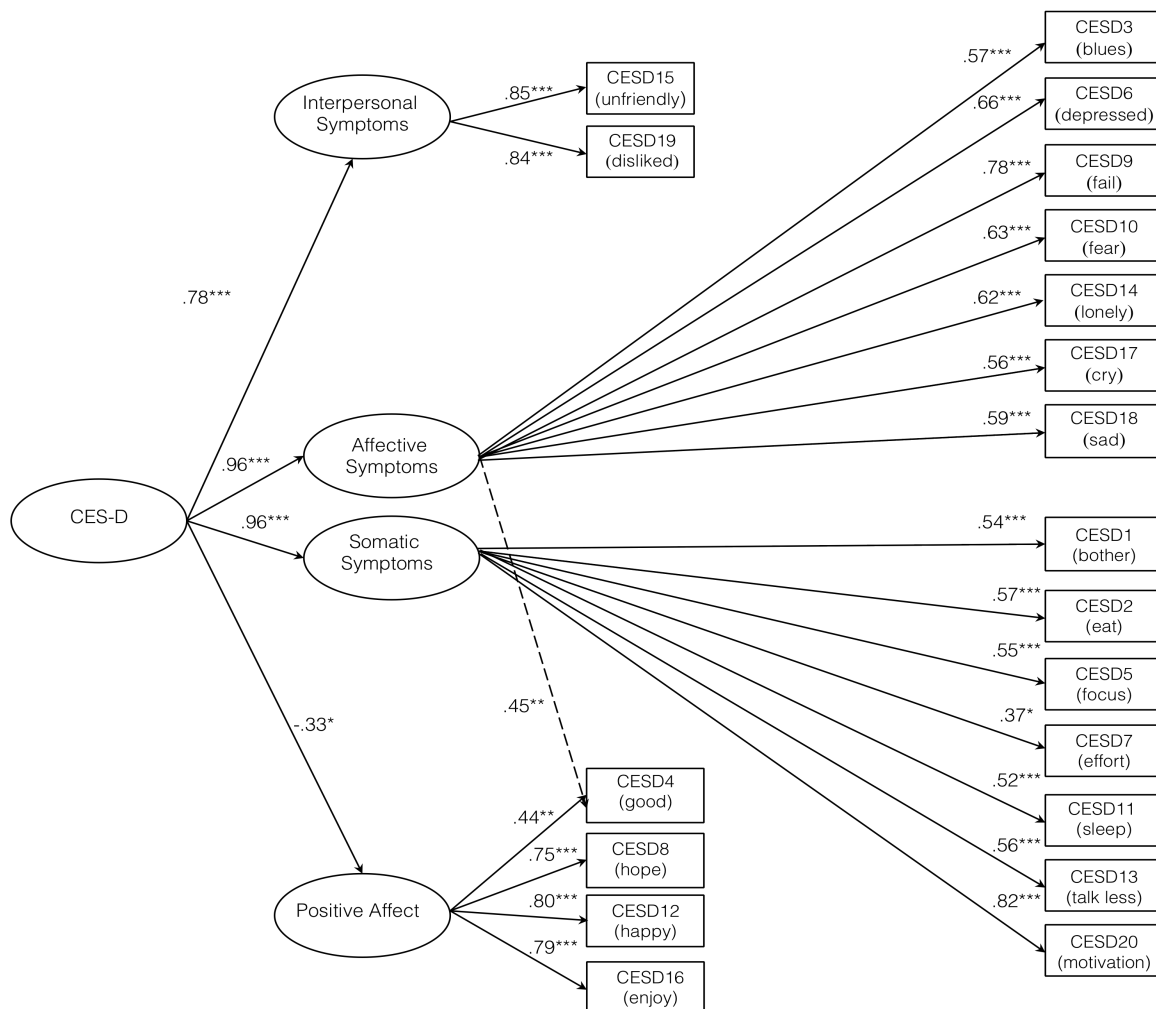 CESD3
(blues)
.57***
CESD15
(unfriendly)
.85***
Interpersonal
Symptoms
CESD6
(depressed)
.66***
CESD19
(disliked)
.84***
CESD9
(fail)
.78***
CESD10
(fear)
.63***
.78***
CESD14
(lonely)
.62***
CESD17
(cry)
.56***
CESD18
(sad)
.59***
Affective
Symptoms
.96***
CES-D
.96***
Somatic
Symptoms
.54***
CESD1
(bother)
.57***
CESD2
(eat)
.55***
CESD5
(focus)
.37*
CESD7
(effort)
-.33*
.45**
.52***
CESD11
(sleep)
CESD4
(good)
.44**
.56***
CESD13
(talk less)
.75***
CESD8
(hope)
.82***
CESD20
(motivation)
Positive Affect
.80***
CESD12
(happy)
.79***
CESD16
(enjoy)